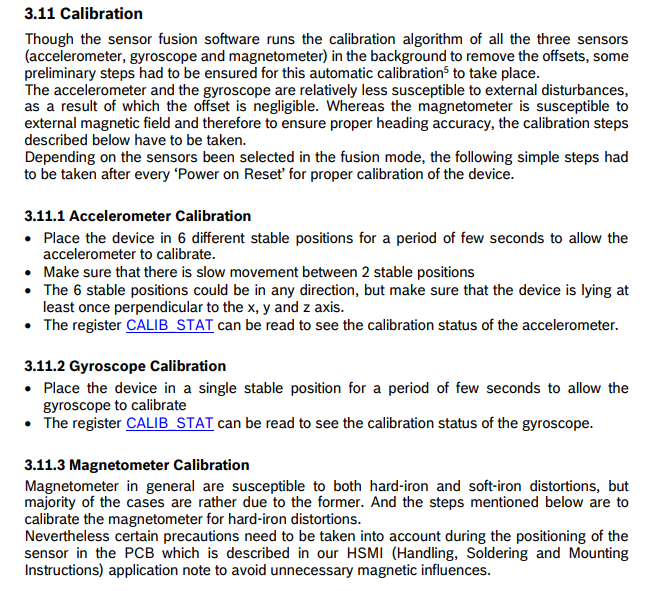 3.11 Calibration
Though the sensor fusion software runs the calibration algorithm of all the three sensors
(accelerometer, gyroscope and magnetometer) in the background to remove the offsets, some
preliminary steps had to be ensured for this automatic calibration⁵ to take place.
The accelerometer and the gyroscope are relatively less susceptible to external disturbances,
as a result of which the offset is negligible. Whereas the magnetometer is susceptible to
external magnetic field and therefore to ensure proper heading accuracy, the calibration steps
described below have to be taken.
Depending on the sensors been selected in the fusion mode, the following simple steps had
to be taken after every ‘Power on Reset’ for proper calibration of the device.
3.11.1 Accelerometer Calibration
• Place the device in 6 different stable positions for a period of few seconds to allow the
accelerometer to calibrate.
• Make sure that there is slow movement between 2 stable positions
• The 6 stable positions could be in any direction, but make sure that the device is lying at
least once perpendicular to the x, y and z axis.
• The register CALIB_STAT can be read to see the calibration status of the accelerometer.
3.11.2 Gyroscope Calibration
• Place the device in a single stable position for a period of few seconds to allow the
gyroscope to calibrate
• The register CALIB_STAT can be read to see the calibration status of the gyroscope.
3.11.3 Magnetometer Calibration
Magnetometer in general are susceptible to both hard-iron and soft-iron distortions, but
majority of the cases are rather due to the former. And the steps mentioned below are to
calibrate the magnetometer for hard-iron distortions.
Nevertheless certain precautions need to be taken into account during the positioning of the
sensor in the PCB which is described in our HSMI (Handling, Soldering and Mounting
Instructions) application note to avoid unnecessary magnetic influences.